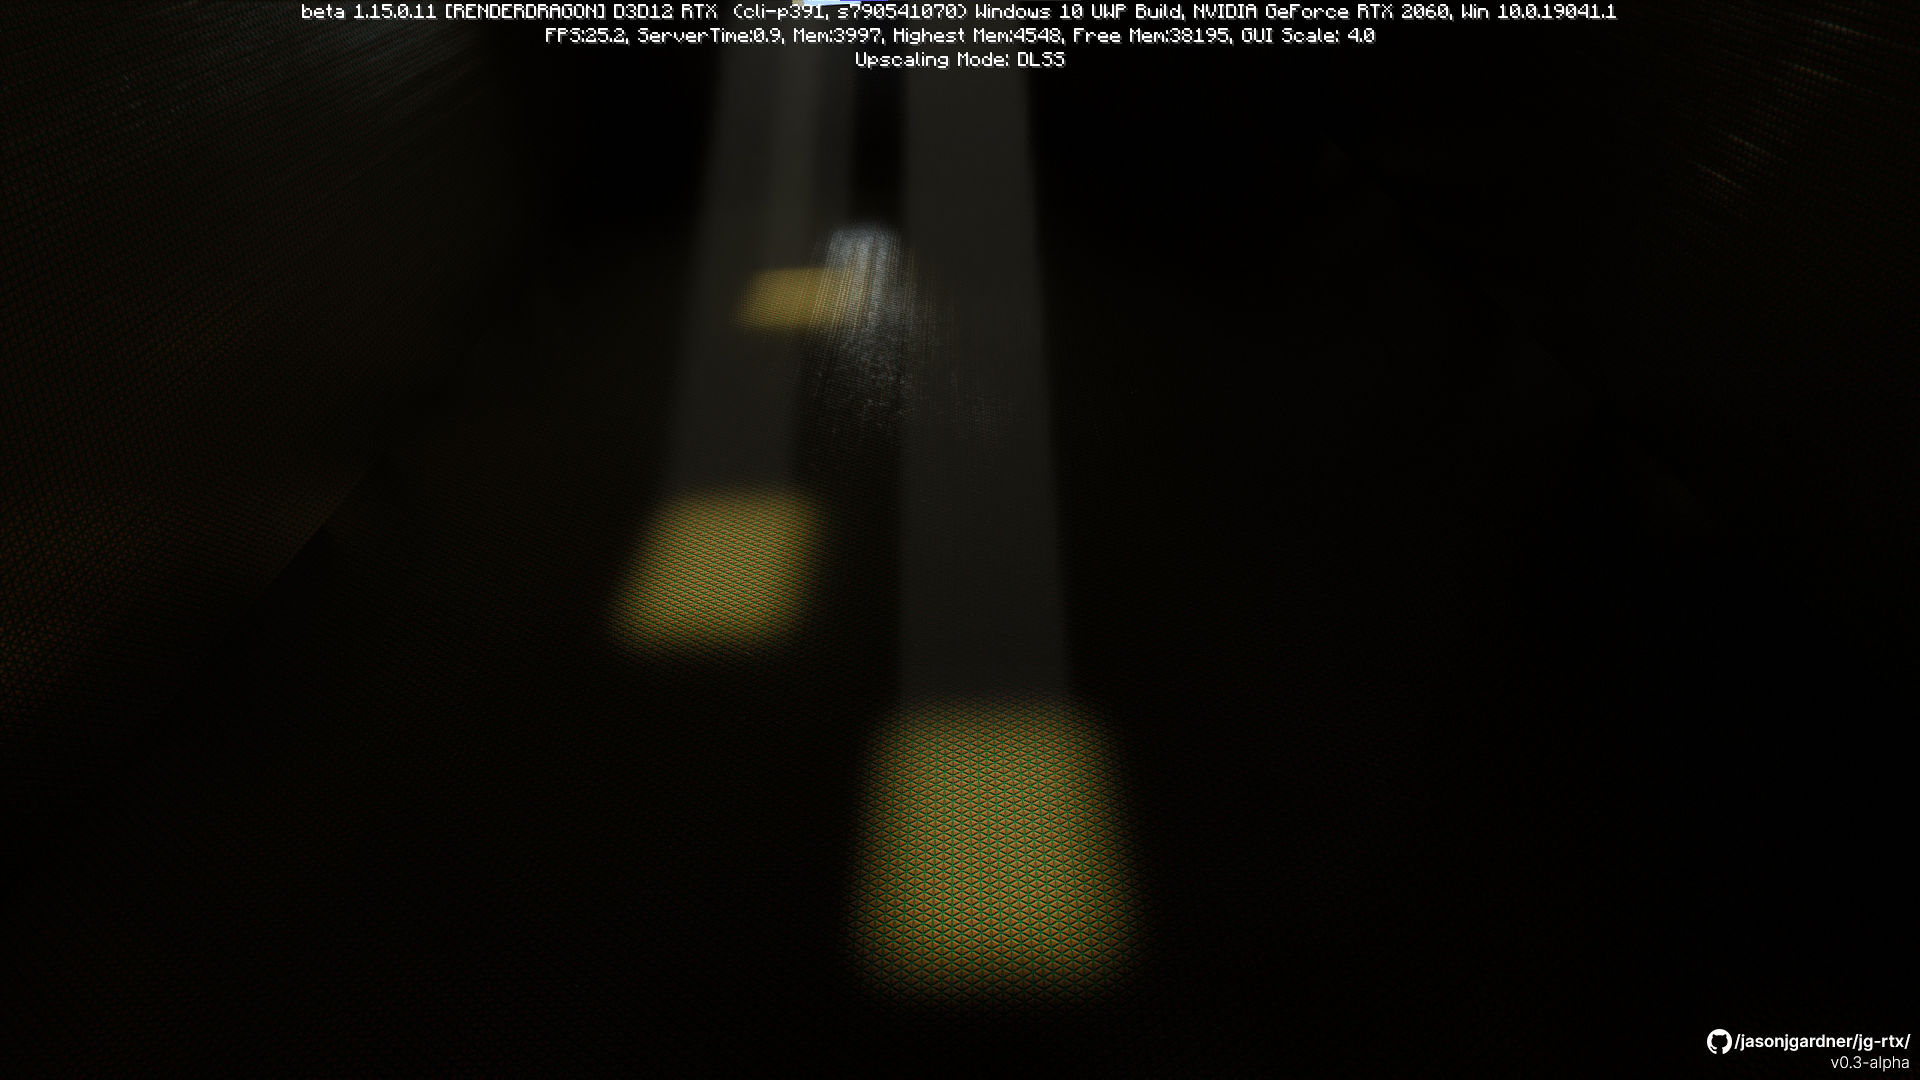 beta 1.15.0.11 [RENDERDRAGON] D3D12 RTX (cli-p391, s790541070) Windows 10 UWP Build, NVIDIA GeForce RTX 2060, Win 10.0.19041.1
FPS:25.2, ServerTime:0.9, Mem:3997, Highest Mem:4548, Free Mem:38195, GUI Scale: 4.0
Upscaling Mode: DLSS
/jasonjgardner/jg-rtx/
v0.3-alpha